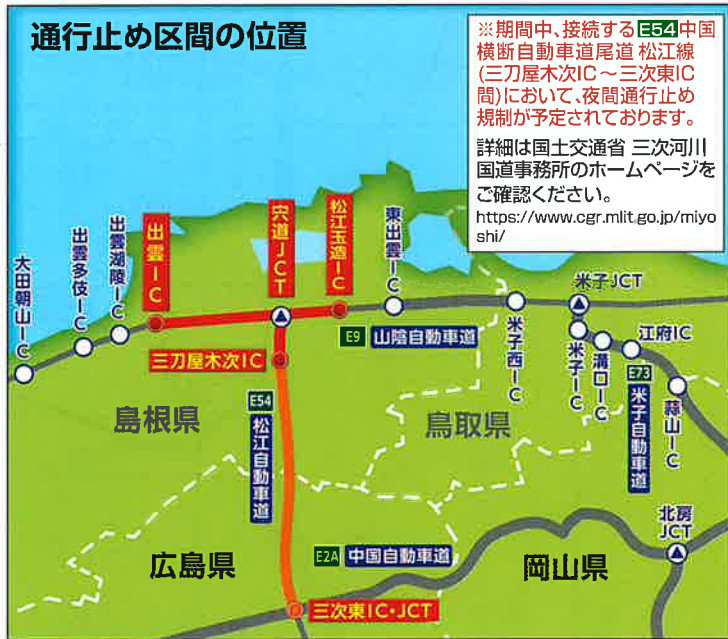 通行止め区間の位置
※期間中、接続するE54中国
横断自動車道尾道 松江線
(三刀屋木次IC～三次東IC
間)において、夜間通行止め
規制が予定されております。
詳細は国土交通省 三次河川
国道事務所のホームページを
ご確認ください。
https://www.cgr.mlit.go.jp/miyo
shi/
大田朝山IC
出雲多伎IC
出雲湖陵IC
出雲IC
宍道JCT
松江玉造IC
東出雲IC
米子西IC
米子JCT
米子IC
溝口IC
江府IC
蒜山IC
E9 山陰自動車道
三刀屋木次IC
E54
松江自動車道
E73
米子自動車道
島根県
鳥取県
北房
JCT
広島県
E2A 中国自動車道
岡山県
三次東IC・JCT